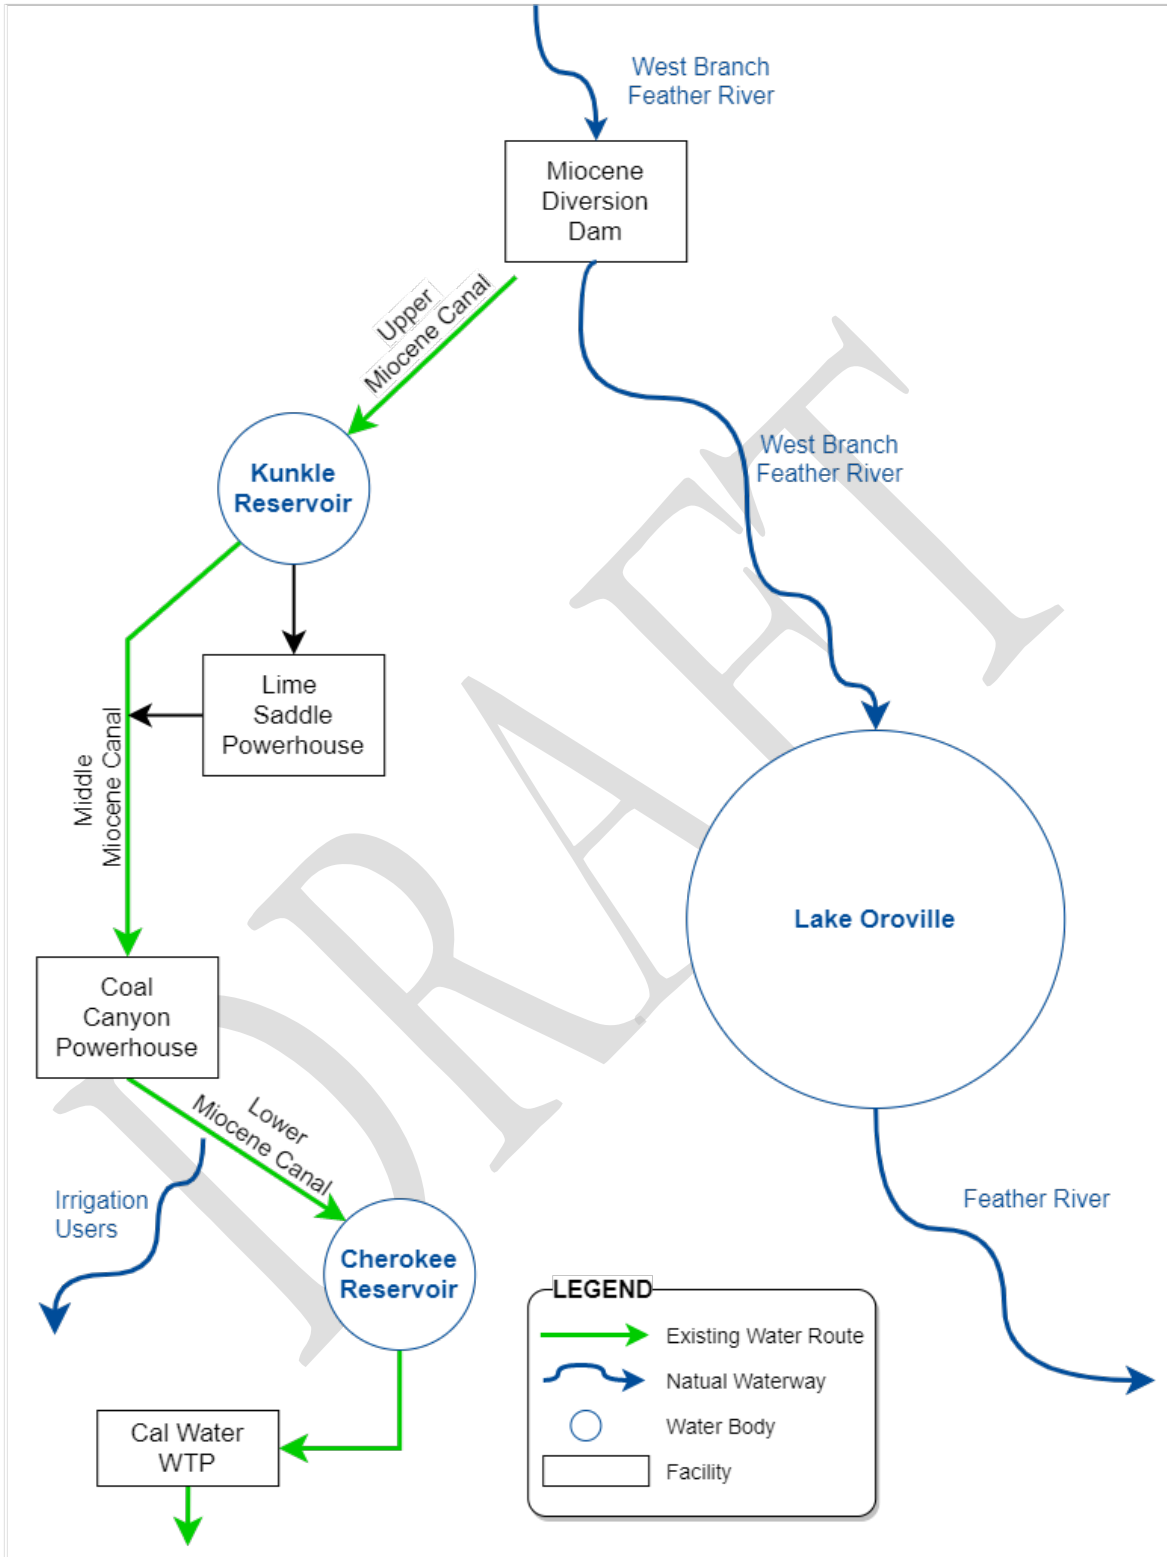 West Branch
Feather River
Miocene
Diversion
Dam
Upper
Miocene Canal
West Branch
Feather River
Kunkle
Reservoir
Lime
Saddle
Powerhouse
Middle
Miocene Canal
Lake Oroville
Coal
Canyon
Powerhouse
Lower
Miocene Canal
Irrigation
Users
Feather River
Cherokee
Reservoir
LEGEND
Existing Water Route
Natual Waterway
Water Body
Facility
Cal Water
WTP
DRAFT